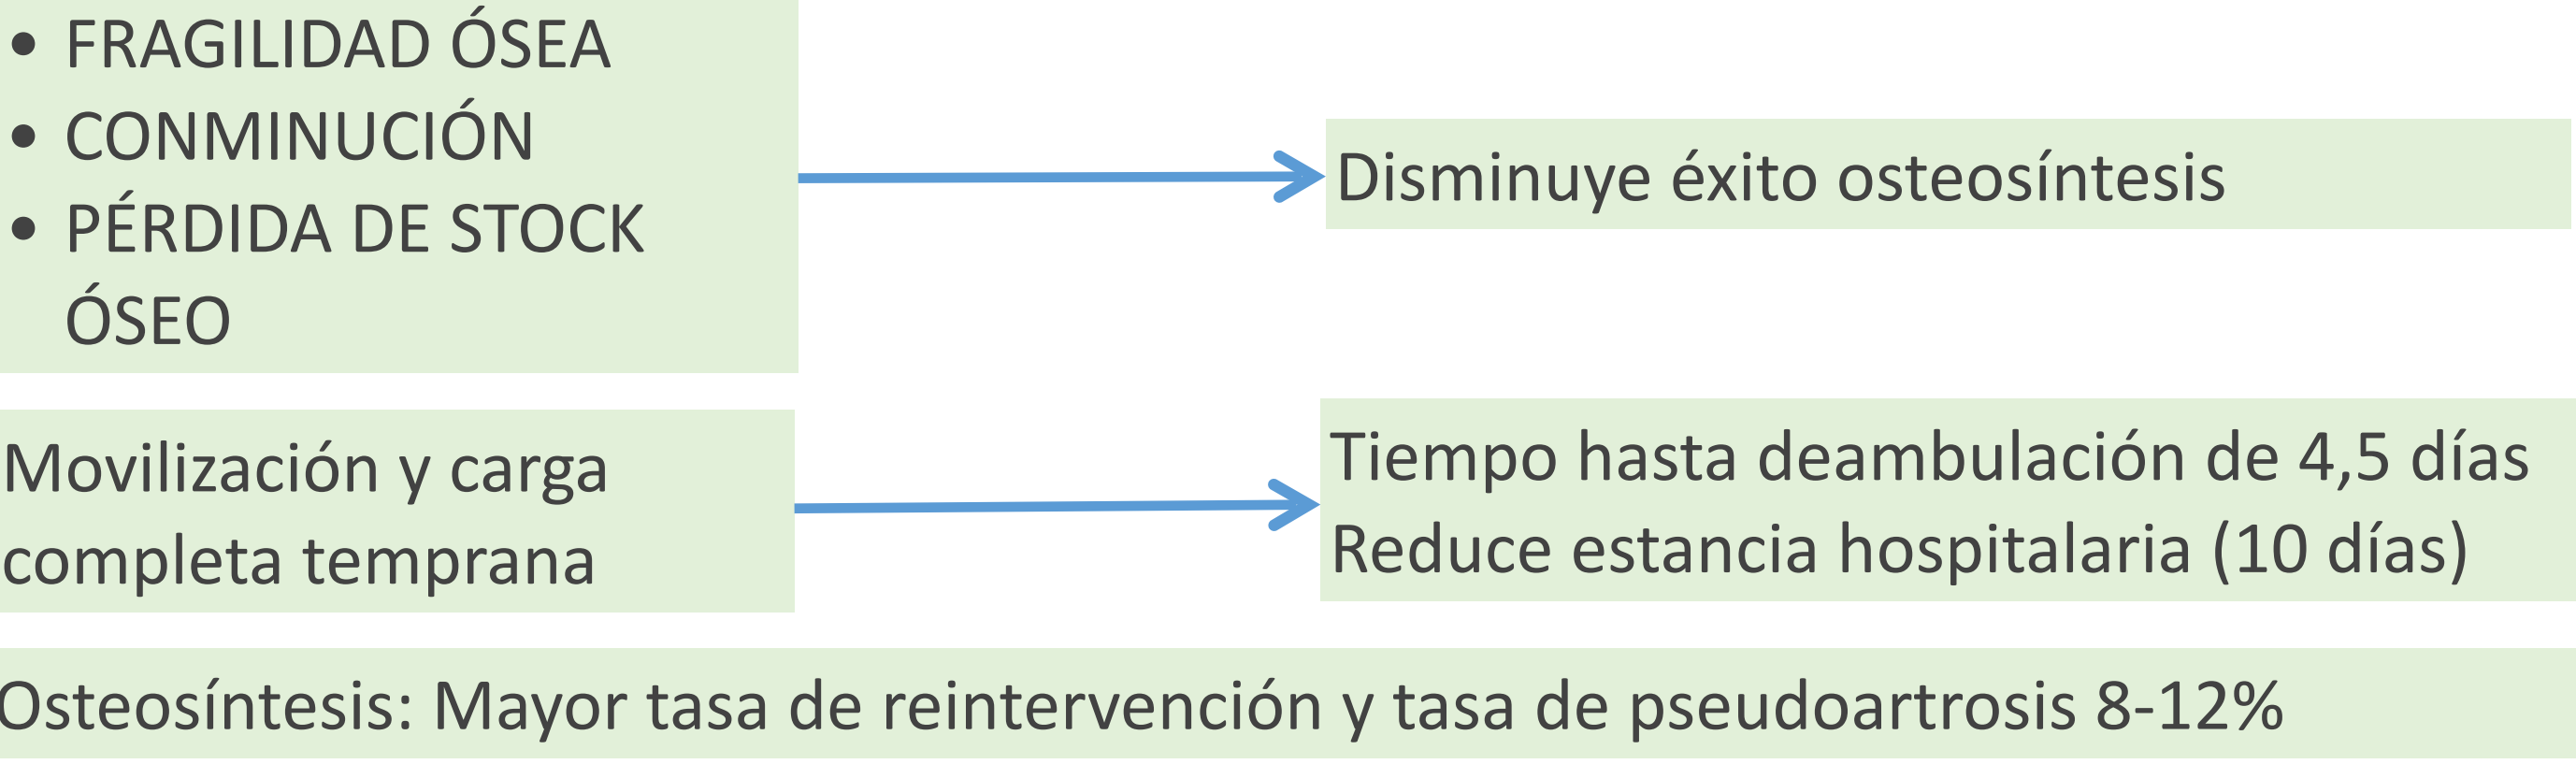 • FRAGILIDAD ÓSEA
• CONMINUCIÓN
• PÉRDIDA DE STOCK
ÓSEO
Disminuye éxito osteosíntesis
Movilización y carga
completa temprana
Tiempo hasta deambulación de 4,5 días
Reduce estancia hospitalaria (10 días)
Osteosíntesis: Mayor tasa de reintervención y tasa de pseudoartrosis 8-12%